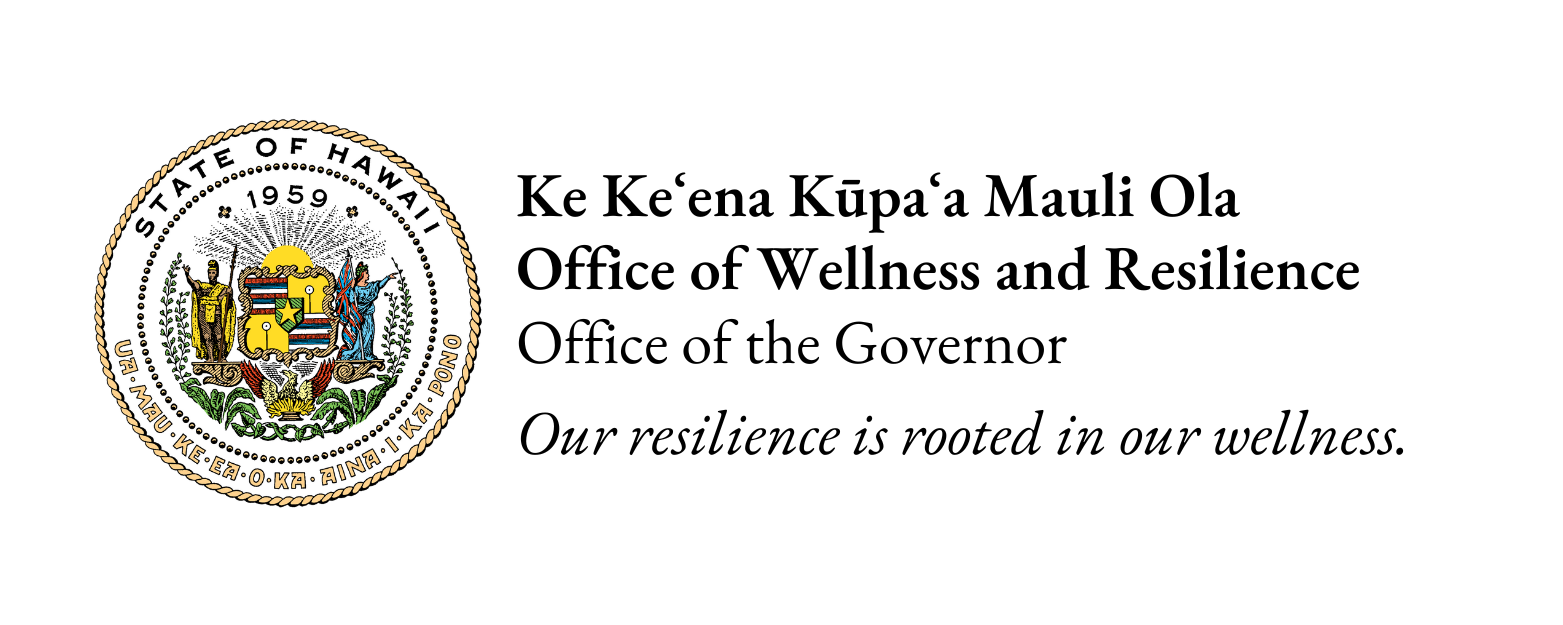 STATE OF HAWAII
1959
UA·MAU·KE·EA·O·KA·AINA·I·KA·PONO
Ke Keʻena Kūpaʻa Mauli Ola
Office of Wellness and Resilience
Office of the Governor
Our resilience is rooted in our wellness.